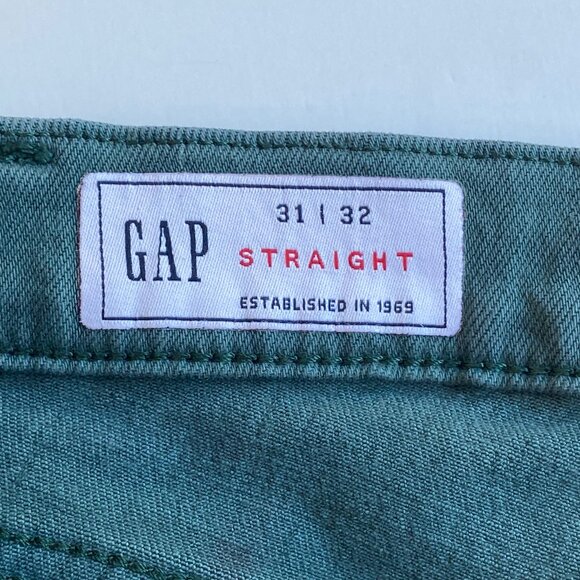 GAP
31 | 32
STRAIGHT
ESTABLISHED IN 1969